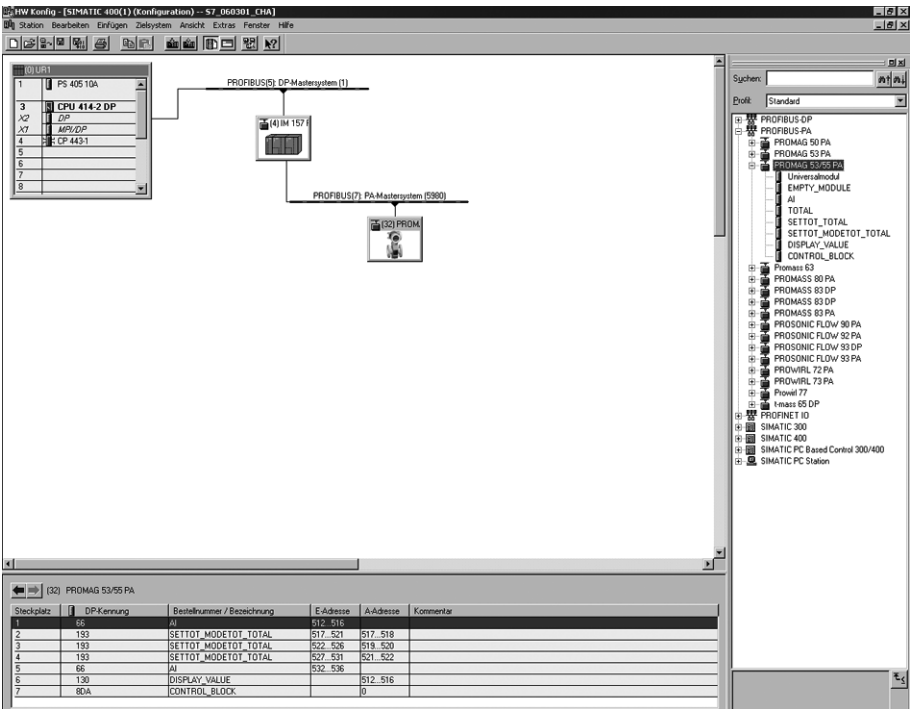 HW Konfig - [SIMATIC 400(1) (Konfiguration) -- S7_060301_CHA]
Station Bearbeiten Einfügen Zielsystem Ansicht Extras Fenster Hilfe
(0) UR1
1 PS 405 10A
3 CPU 414-2 DP
X2 DP
X1 MPI/DP
4 CP 443-1
5
6
7
8
PROFIBUS(5): DP-Mastersystem (1)
(4) IM 157
PROFIBUS(7): PA-Mastersystem (5980)
(32) PROM
Suchen:
Profil: Standard
PROFIBUS-DP
PROFIBUS-PA
PROMAG 50 PA
PROMAG 53 PA
PROMAG 53/55 PA
Universalmodul
EMPTY_MODULE
AI
TOTAL
SETTOT_TOTAL
SETTOT_MODETOT_TOTAL
DISPLAY_VALUE
CONTROL_BLOCK
Promass 63
PROMASS 80 PA
PROMASS 83 DP
PROMASS 83 DP
PROMASS 83 PA
PROSONIC FLOW 90 PA
PROSONIC FLOW 92 PA
PROSONIC FLOW 93 DP
PROSONIC FLOW 93 PA
PROWIRL 72 PA
PROWIRL 73 PA
Prowirl 77
t-mass 65 DP
PROFINET IO
SIMATIC 300
SIMATIC 400
SIMATIC PC Based Control 300/400
SIMATIC PC Station
(32) PROMAG 53/55 PA
Steckplatz DP-Kennung Bestellnummer / Bezeichnung E-Adresse A-Adresse Kommentar
1 66 AI 512...516
2 193 SETTOT_MODETOT_TOTAL 517...521 517...518
3 193 SETTOT_MODETOT_TOTAL 522...526 519...520
4 193 SETTOT_MODETOT_TOTAL 527...531 521...522
5 66 AI 532...536
6 130 DISPLAY_VALUE 512...516
7 8DA CONTROL_BLOCK 0